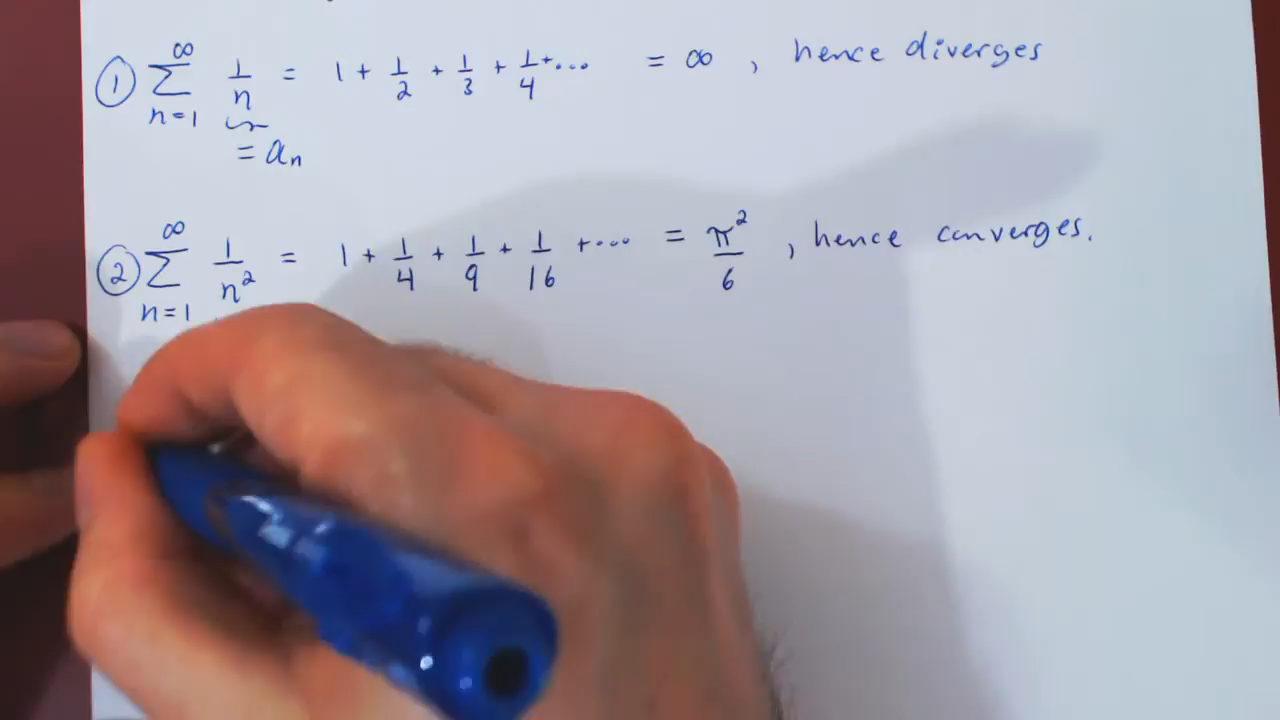 ① ∑_{n=1}^{∞} 1/n = 1 + 1/2 + 1/3 + 1/4 + ... = ∞ , hence diverges
= aₙ
② ∑_{n=1}^{∞} 1/n² = 1 + 1/4 + 1/9 + 1/16 + ... = π²/6 , hence converges.